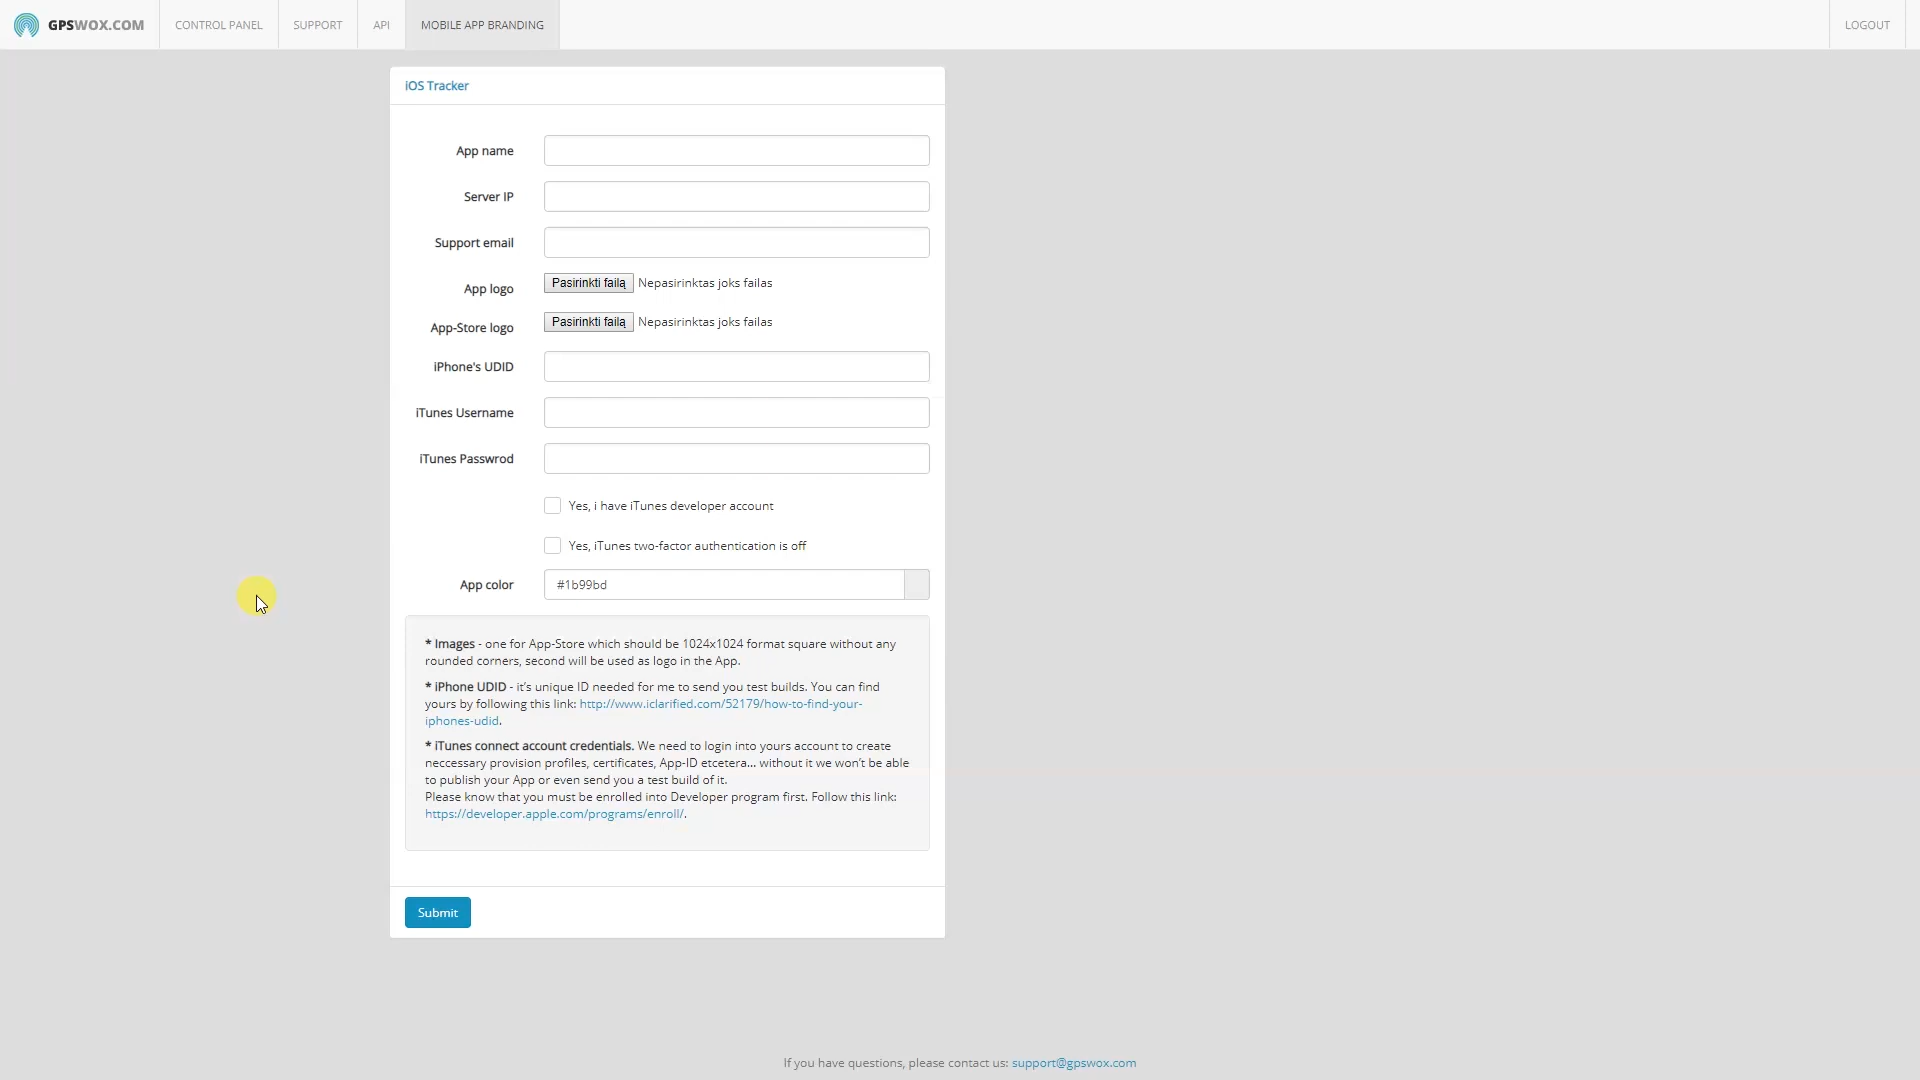 GPSWOX.COM
CONTROL PANEL
SUPPORT
API
MOBILE APP BRANDING
LOGOUT
iOS Tracker
App name
Server IP
Support email
App logo
Pasirinkti failą Nepasirinktas joks failas
App-Store logo
Pasirinkti failą Nepasirinktas joks failas
iPhone's UDID
iTunes Username
iTunes Passwrod
Yes, i have iTunes developer account
Yes, iTunes two-factor authentication is off
App color
#1b99bd
* Images - one for App-Store which should be 1024x1024 format square without any
rounded corners, second will be used as logo in the App.
* iPhone UDID - it's unique ID needed for me to send you test builds. You can find
yours by following this link: http://www.iclarified.com/52179/how-to-find-your-
iphones-udid.
* iTunes connect account credentials. We need to login into yours account to create
neccessary provision profiles, certificates, App-ID etcetera... without it we won't be able
to publish your App or even send you a test build of it.
Please know that you must be enrolled into Developer program first. Follow this link:
https://developer.apple.com/programs/enroll/.
Submit
If you have questions, please contact us: support@gpswox.com